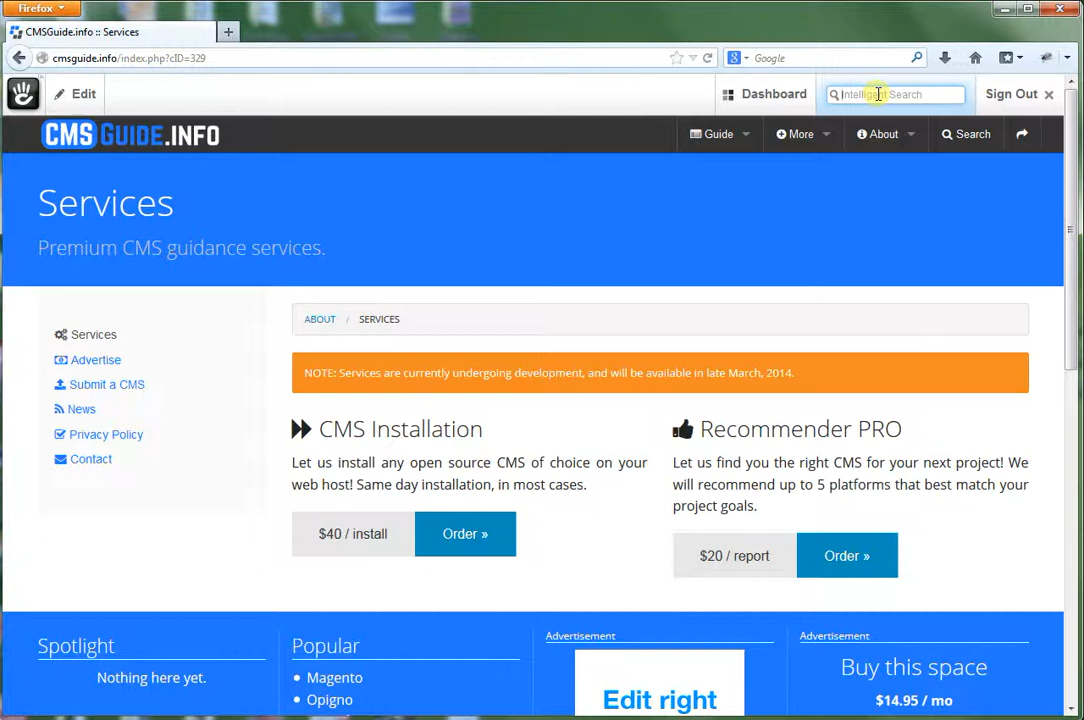 Firefox
CMSGuide.info :: Services
cmsguide.info/index.php?cID=329
Google
Edit
Dashboard
Intelligent Search
Sign Out
CMSGUIDE.INFO
Guide
More
About
Search
Services
Premium CMS guidance services.
Services
Advertise
Submit a CMS
News
Privacy Policy
Contact
ABOUT / SERVICES
NOTE: Services are currently undergoing development, and will be available in late March, 2014.
CMS Installation
Let us install any open source CMS of choice on your
web host! Same day installation, in most cases.
$40 / install
Order »
Recommender PRO
Let us find you the right CMS for your next project! We
will recommend up to 5 platforms that best match your
project goals.
$20 / report
Order »
Spotlight
Nothing here yet.
Popular
Magento
Opigno
Advertisement
Edit right
Advertisement
Buy this space
$14.95 / mo